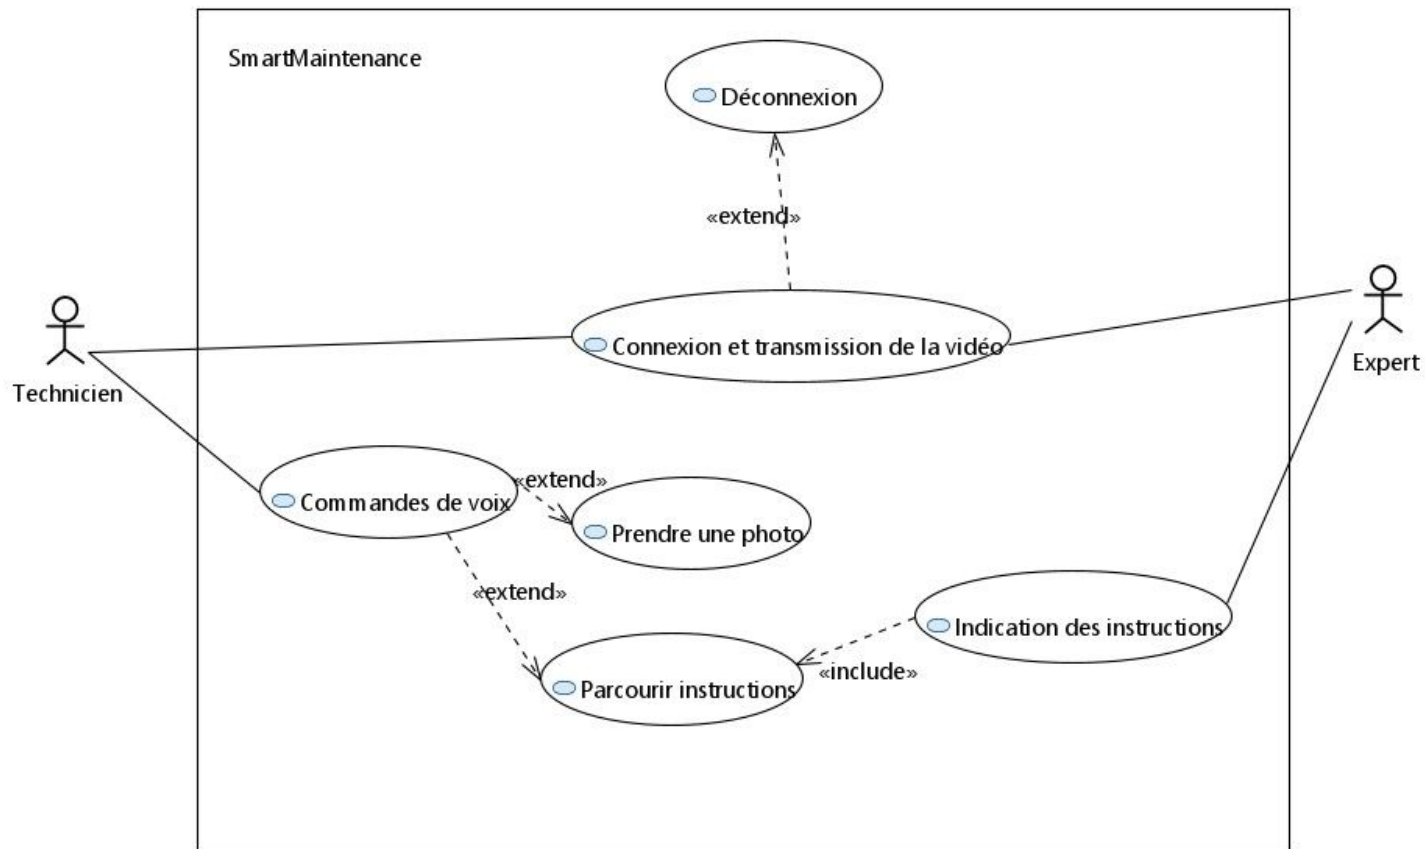 SmartMaintenance
Déconnexion
«extend»
Connexion et transmission de la vidéo
Technicien
Expert
Commandes de voix
«extend»
Prendre une photo
«extend»
Indication des instructions
«include»
Parcourir instructions